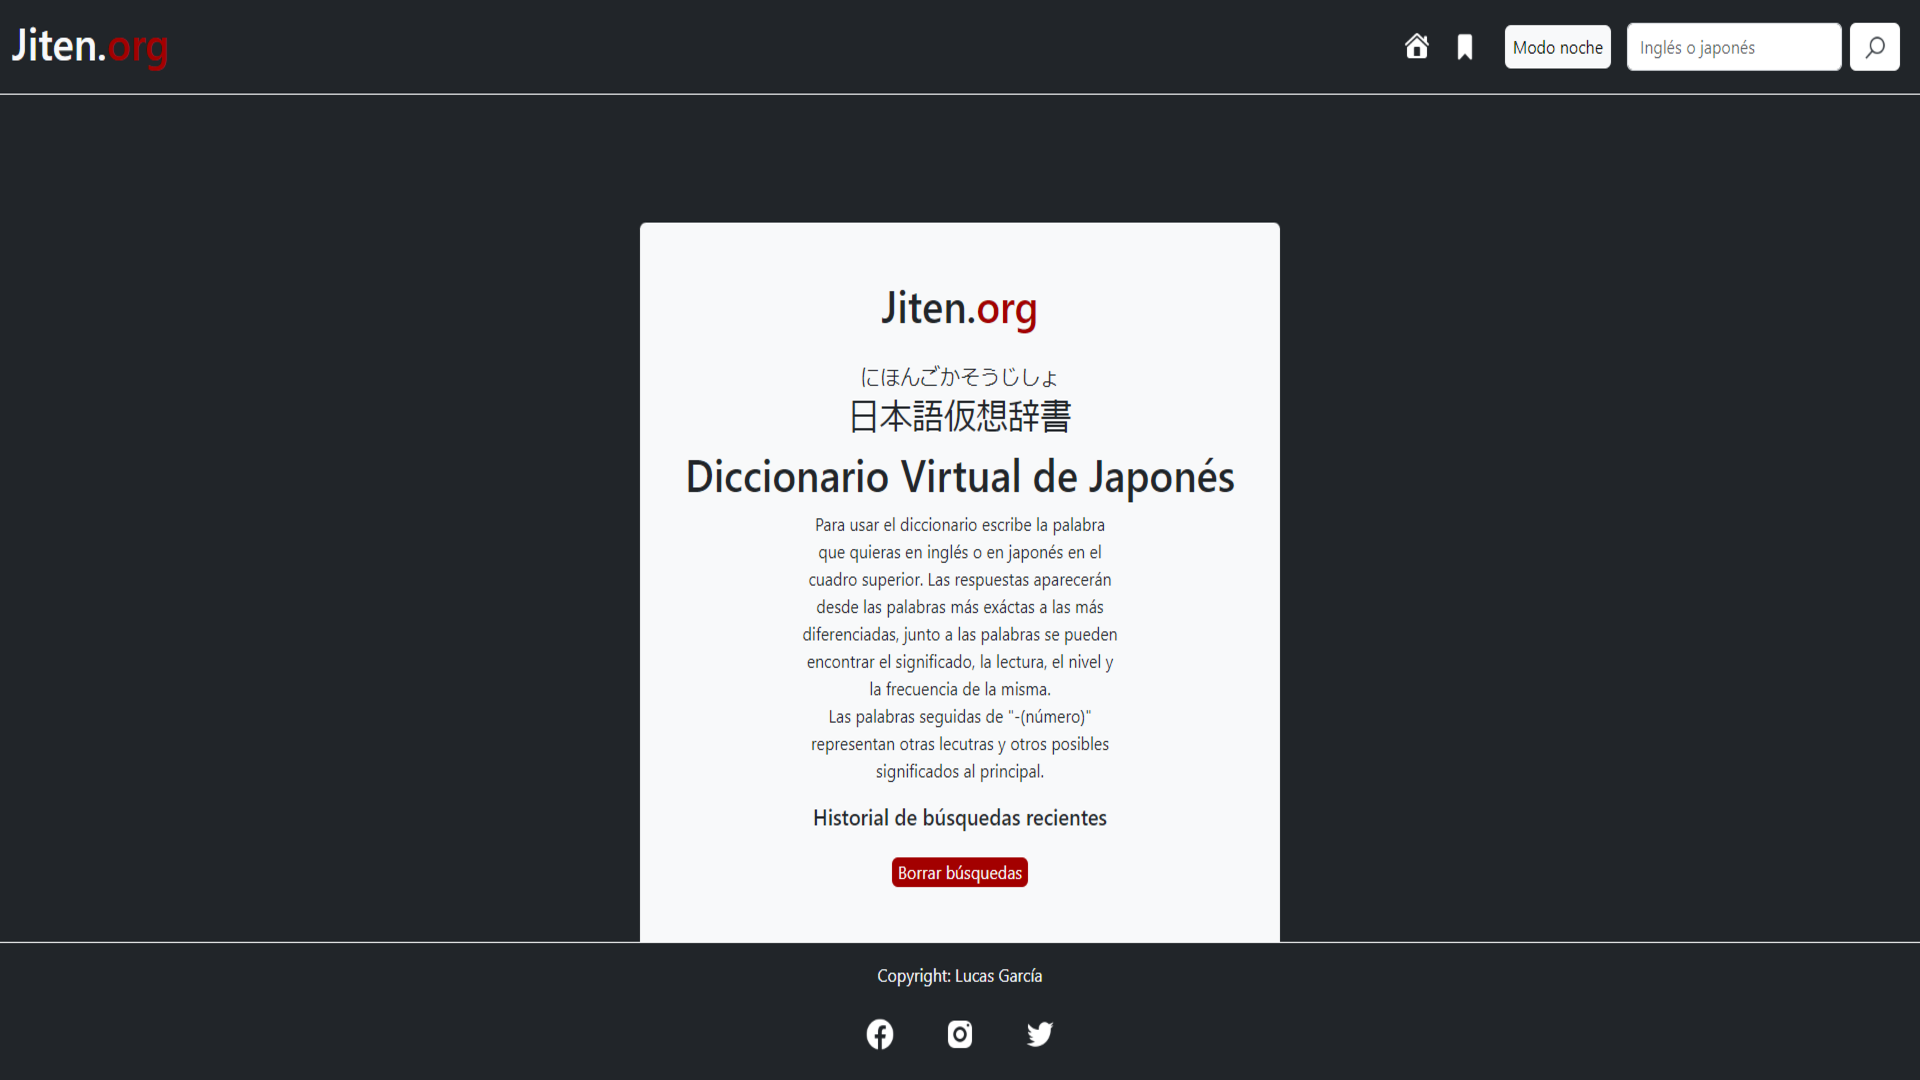 Jiten.org
Modo noche
Inglés o japonés
Jiten.org
にほんごかそうじしょ
日本語仮想辞書
Diccionario Virtual de Japonés
Para usar el diccionario escribe la palabra
que quieras en inglés o en japonés en el
cuadro superior. Las respuestas aparecerán
desde las palabras más exáctas a las más
diferenciadas, junto a las palabras se pueden
encontrar el significado, la lectura, el nivel y
la frecuencia de la misma.
Las palabras seguidas de "-(número)"
representan otras lecutras y otros posibles
significados al principal.
Historial de búsquedas recientes
Borrar búsquedas
Copyright: Lucas García